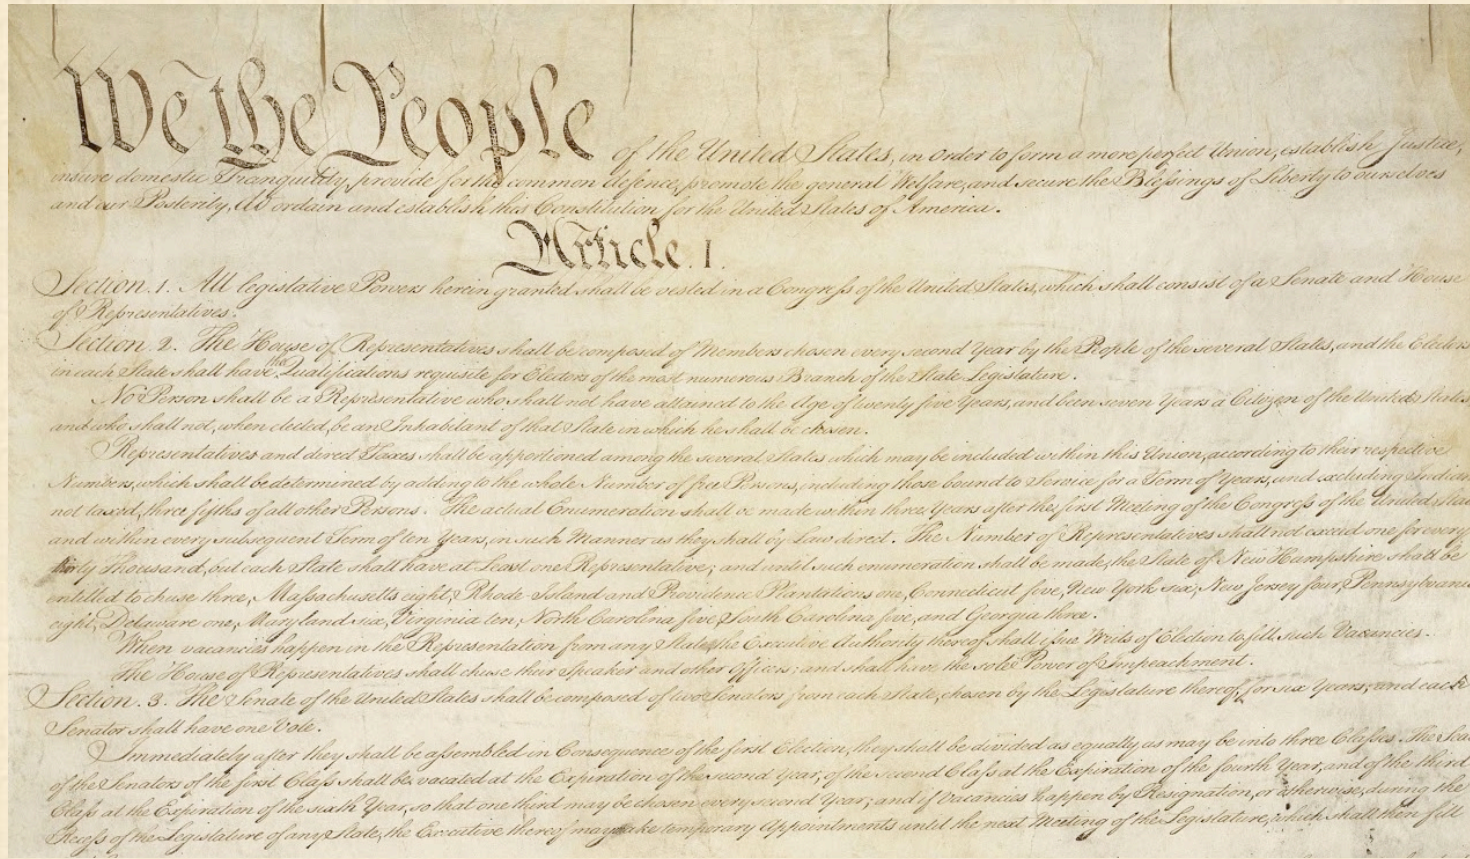 We the People of the United States, in Order to form a more perfect Union, establish Justice,
insure domestic Tranquility, provide for the common defence, promote the general Welfare, and secure the Blessings of Liberty to ourselves
and our Posterity, do ordain and establish this Constitution for the United States of America.
Article. I.
Section. 1. All legislative Powers herein granted shall be vested in a Congress of the United States, which shall consist of a Senate and House
of Representatives.
Section. 2. The House of Representatives shall be composed of Members chosen every second Year by the People of the several States, and the Electors
in each State shall have the Qualifications requisite for Electors of the most numerous Branch of the State Legislature.
No Person shall be a Representative who shall not have attained to the Age of twenty five Years, and been seven Years a Citizen of the United States,
and who shall not, when elected, be an Inhabitant of that State in which he shall be chosen.
Representatives and direct Taxes shall be apportioned among the several States which may be included within this Union, according to their respective
Numbers, which shall be determined by adding to the whole Number of free Persons, including those bound to Service for a Term of Years, and excluding Indians
not taxed, three fifths of all other Persons. The actual Enumeration shall be made within three Years after the first Meeting of the Congress of the United States,
and within every subsequent Term of ten Years, in such Manner as they shall by Law direct. The Number of Representatives shall not exceed one for every
thirty Thousand, but each State shall have at Least one Representative; and until such enumeration shall be made, the State of New Hampshire shall be
entitled to chuse three, Massachusetts eight, Rhode-Island and Providence Plantations one, Connecticut five, New York six, New Jersey four, Pennsylvania
eight, Delaware one, Maryland six, Virginia ten, North Carolina five, South Carolina five, and Georgia three.
When vacancies happen in the Representation from any State, the Executive Authority thereof shall issue Writs of Election to fill such Vacancies.
The House of Representatives shall chuse their Speaker and other Officers; and shall have the sole Power of Impeachment.
Section. 3. The Senate of the United States shall be composed of two Senators from each State, chosen by the Legislature thereof, for six Years; and each
Senator shall have one Vote.
Immediately after they shall be assembled in Consequence of the first Election, they shall be divided as equally as may be into three Classes. The Seats
of the Senators of the first Class shall be vacated at the Expiration of the second Year, of the second Class at the Expiration of the fourth Year, and of the third
Class at the Expiration of the sixth Year, so that one third may be chosen every second Year; and if Vacancies happen by Resignation, or otherwise, during the
Recess of the Legislature of any State, the Executive thereof may make temporary Appointments until the next Meeting of the Legislature, which shall then fill